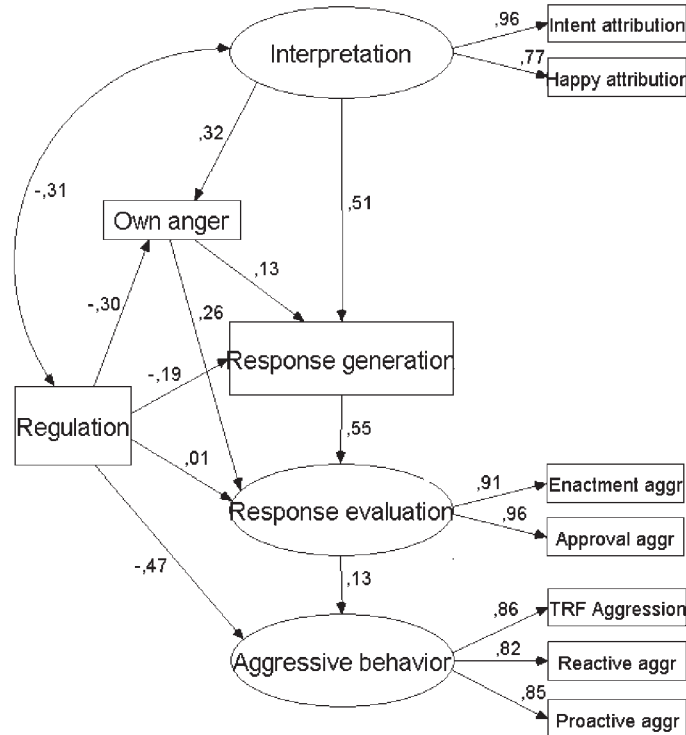 ,96
Intent attribution
Interpretation
,77
Happy attribution
,32
-,31
,51
Own anger
,13
-,30
,26
Response generation
-,19
Regulation
,55
,01
,91
Enactment aggr
Response evaluation
,96
Approval aggr
-,47
,13
,86
TRF Aggression
,82
Aggressive behavior
Reactive aggr
,85
Proactive aggr